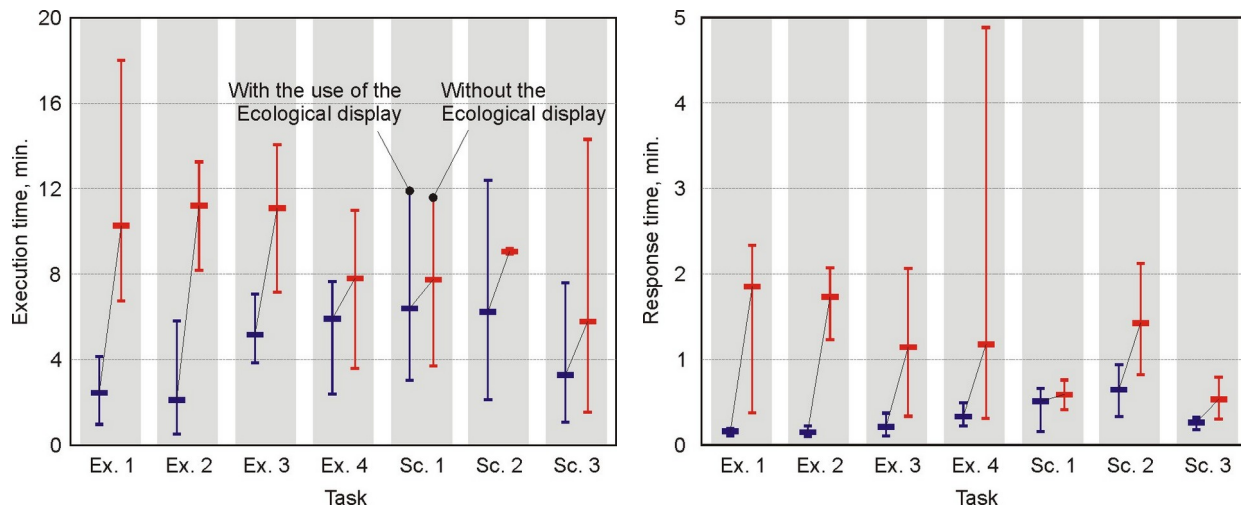 20
16
12
8
4
0
Execution time, min.
With the use of the
Ecological display
Without the
Ecological display
Ex. 1 Ex. 2 Ex. 3 Ex. 4 Sc. 1 Sc. 2 Sc. 3
Task
5
4
3
2
1
0
Response time, min.
Ex. 1 Ex. 2 Ex. 3 Ex. 4 Sc. 1 Sc. 2 Sc. 3
Task